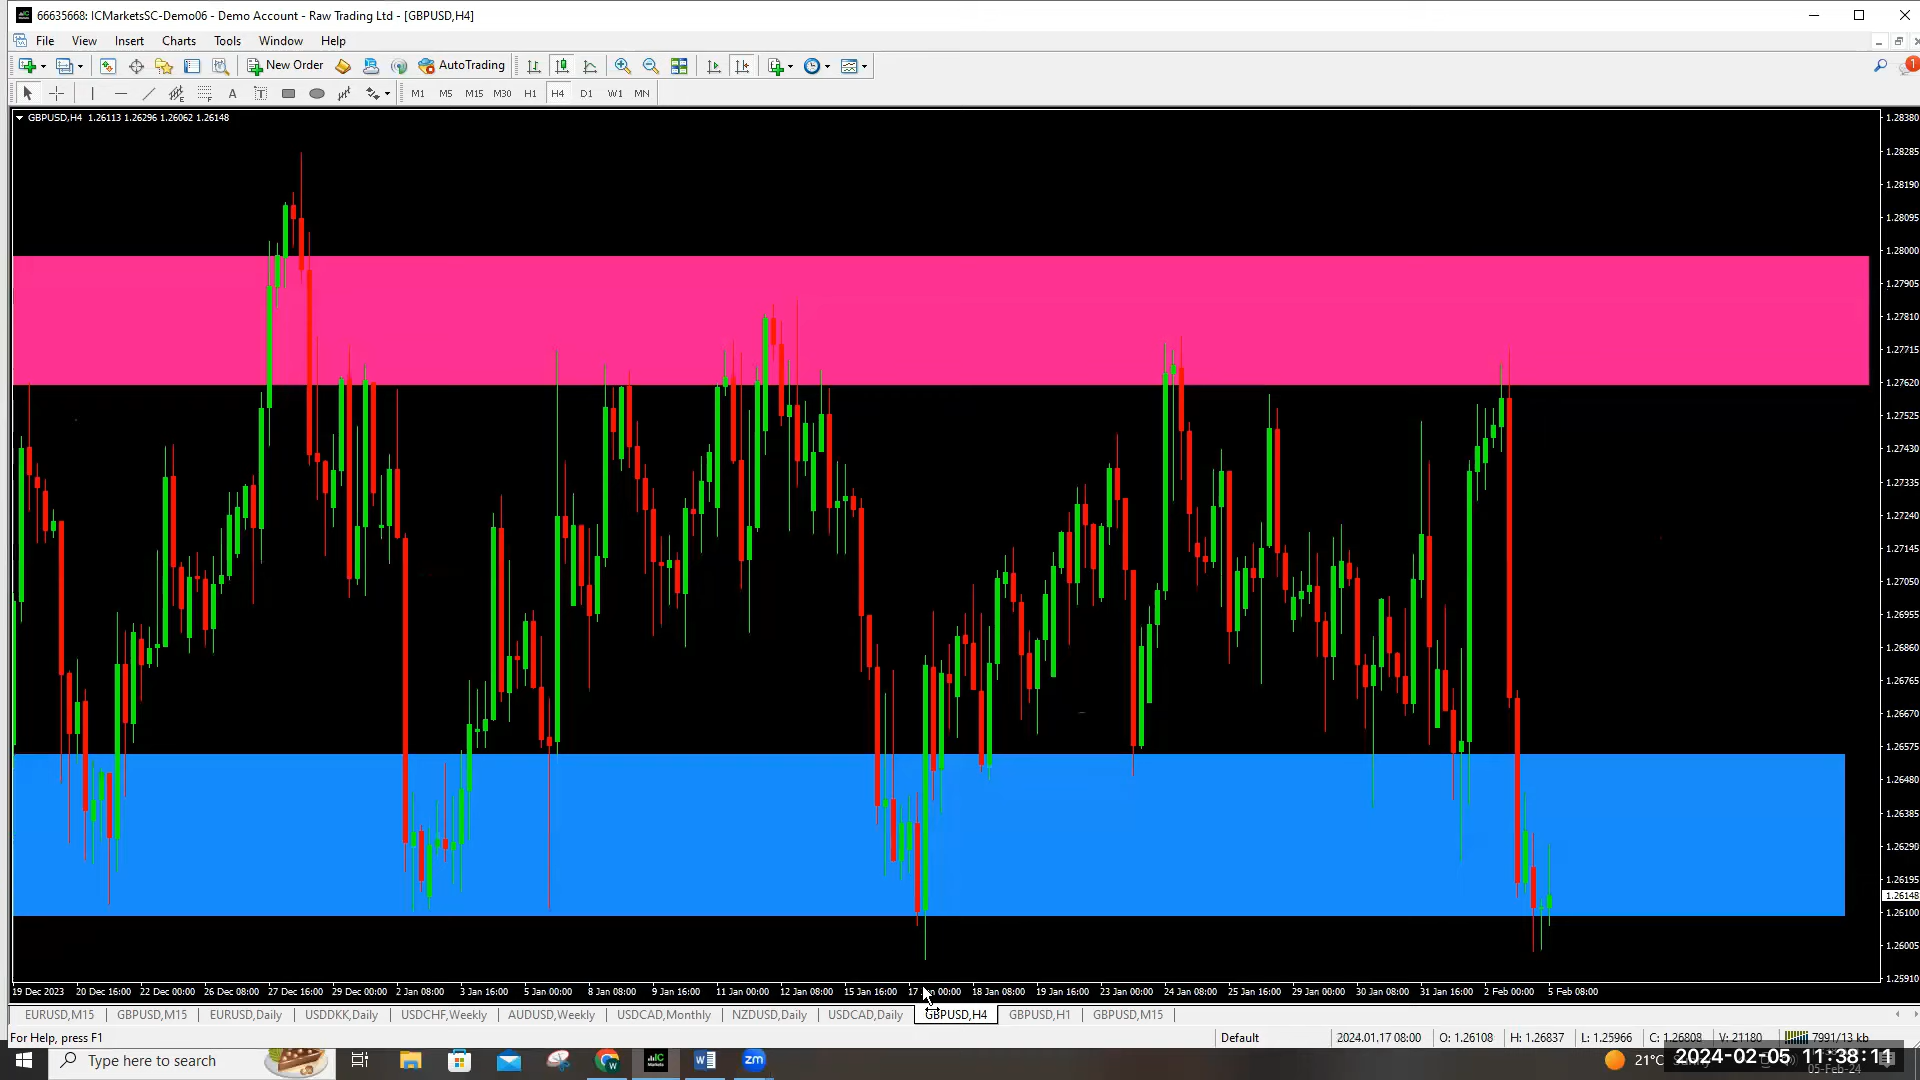 66635668: ICMarketsSC-Demo06 - Demo Account - Raw Trading Ltd - [GBPUSD,H4]
File View Insert Charts Tools Window Help
New Order AutoTrading
A T M1 M5 M15 M30 H1 H4 D1 W1 MN
GBPUSD,H4 1.26113 1.26296 1.26062 1.26148
1.28380
1.28285
1.28190
1.28095
1.28000
1.27905
1.27810
1.27715
1.27620
1.27525
1.27430
1.27335
1.27240
1.27145
1.27050
1.26955
1.26860
1.26765
1.26670
1.26575
1.26480
1.26385
1.26290
1.26195
1.26148
1.26100
1.26005
1.25910
19 Dec 2023 20 Dec 16:00 22 Dec 00:00 26 Dec 08:00 27 Dec 16:00 29 Dec 00:00 2 Jan 08:00 3 Jan 16:00 5 Jan 00:00 8 Jan 08:00 9 Jan 16:00 11 Jan 00:00 12 Jan 08:00 15 Jan 16:00 17 Jan 00:00 18 Jan 08:00 19 Jan 16:00 23 Jan 00:00 24 Jan 08:00 25 Jan 16:00 29 Jan 00:00 30 Jan 08:00 31 Jan 16:00 2 Feb 00:00 5 Feb 08:00
EURUSD,M15 GBPUSD,M15 EURUSD,Daily USDDKK,Daily USDCHF,Weekly AUDUSD,Weekly USDCAD,Monthly NZDUSD,Daily USDCAD,Daily GBPUSD,H4 GBPUSD,H1 GBPUSD,M15
For Help, press F1 Default 2024.01.17 08:00 O: 1.26108 H: 1.26837 L: 1.25966 C: 1.26808 V: 21180 7991/13 kb
Type here to search 21°C 2024-02-05 11:38:11
05-Feb-24